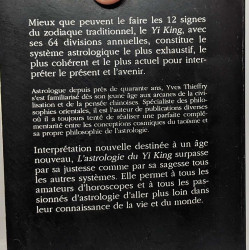 Mieux que peuvent le faire les 12 signes
du zodiaque traditionnel, le Yi King, avec
ses 64 divisions annuelles, constitue le
système astrologique le plus exhaustif, le
plus cohérent et le plus actuel pour inter-
préter le présent et l'avenir.
Astrologue depuis près de quarante ans, Yves Thieffry
s'est familiarisé dès son jeune âge aux arcanes de la civi-
lisation et de la pensée chinoises. Spécialiste des philo-
sophies orientales, il est l'auteur de publications diverses
où il a toujours tenté de réaliser une parfaite complé-
mentarité entre les conceptions cosmiques du taoïsme et
sa propre philosophie de l'astrologie.
Interprétation nouvelle destinée à un âge
nouveau, L'astrologie du Yi King surpasse
par sa justesse comme par sa sagesse tous
les autres systèmes. Elle permet à tous les
amateurs d'horoscopes et à tous les pas-
sionnés d'astrologie d'aller plus loin dans
leur connaissance de la vie et du monde.